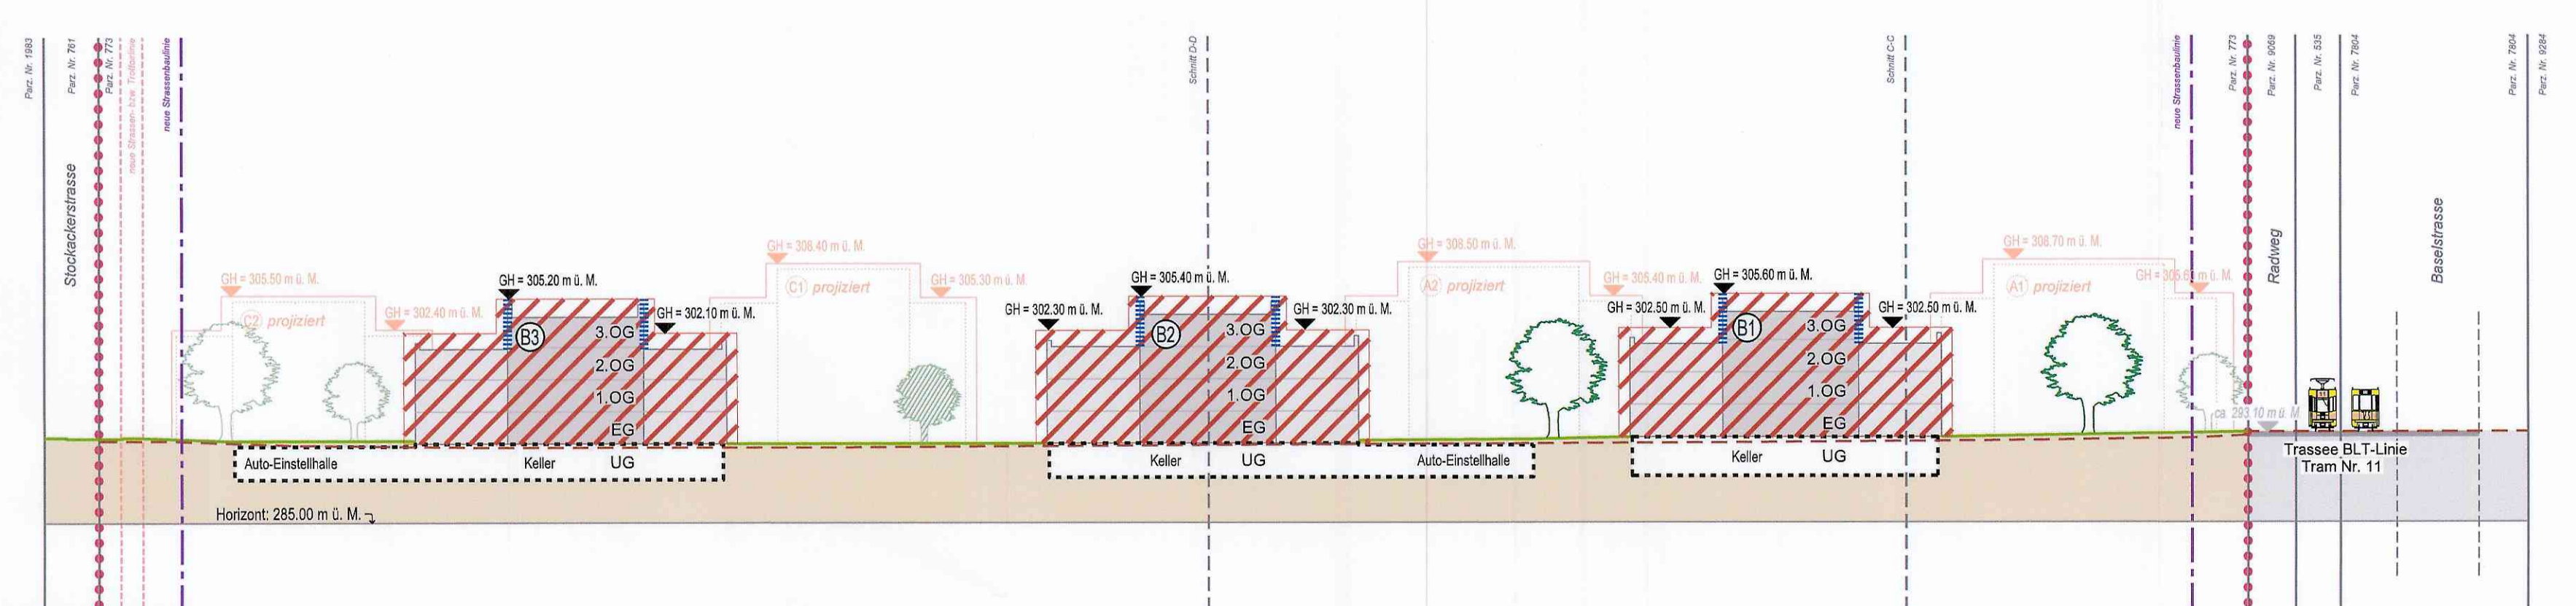 Parz. Nr. 1983
Parz. Nr. 761
Parz. Nr. 773
neue Strassen- bzw. Trottoirlinie
neue Strassenbaulinie
Schnitt D-D
Schnitt C-C
neue Strassenbaulinie
Parz. Nr. 773
Parz. Nr. 9069
Parz. Nr. 535
Parz. Nr. 7804
Parz. Nr. 7804
Parz. Nr. 9284
Stockackerstrasse
Radweg
Baselstrasse
GH = 305.50 m ü. M.
C2 projiziert
GH = 302.40 m ü. M.
GH = 305.20 m ü. M.
GH = 302.10 m ü. M.
B3
3.OG
2.OG
1.OG
EG
GH = 308.40 m ü. M.
C1 projiziert
GH = 305.30 m ü. M.
GH = 302.30 m ü. M.
GH = 305.40 m ü. M.
GH = 302.30 m ü. M.
B2
3.OG
2.OG
1.OG
EG
GH = 308.50 m ü. M.
A2 projiziert
GH = 305.40 m ü. M.
GH = 302.50 m ü. M.
GH = 305.60 m ü. M.
GH = 302.50 m ü. M.
B1
3.OG
2.OG
1.OG
EG
GH = 308.70 m ü. M.
A1 projiziert
GH = 305.60 m ü. M.
ca. 293.10 m ü. M.
Auto-Einstellhalle Keller UG
Keller UG Auto-Einstellhalle
Keller UG
Trassee BLT-Linie
Tram Nr. 11
Horizont: 285.00 m ü. M.